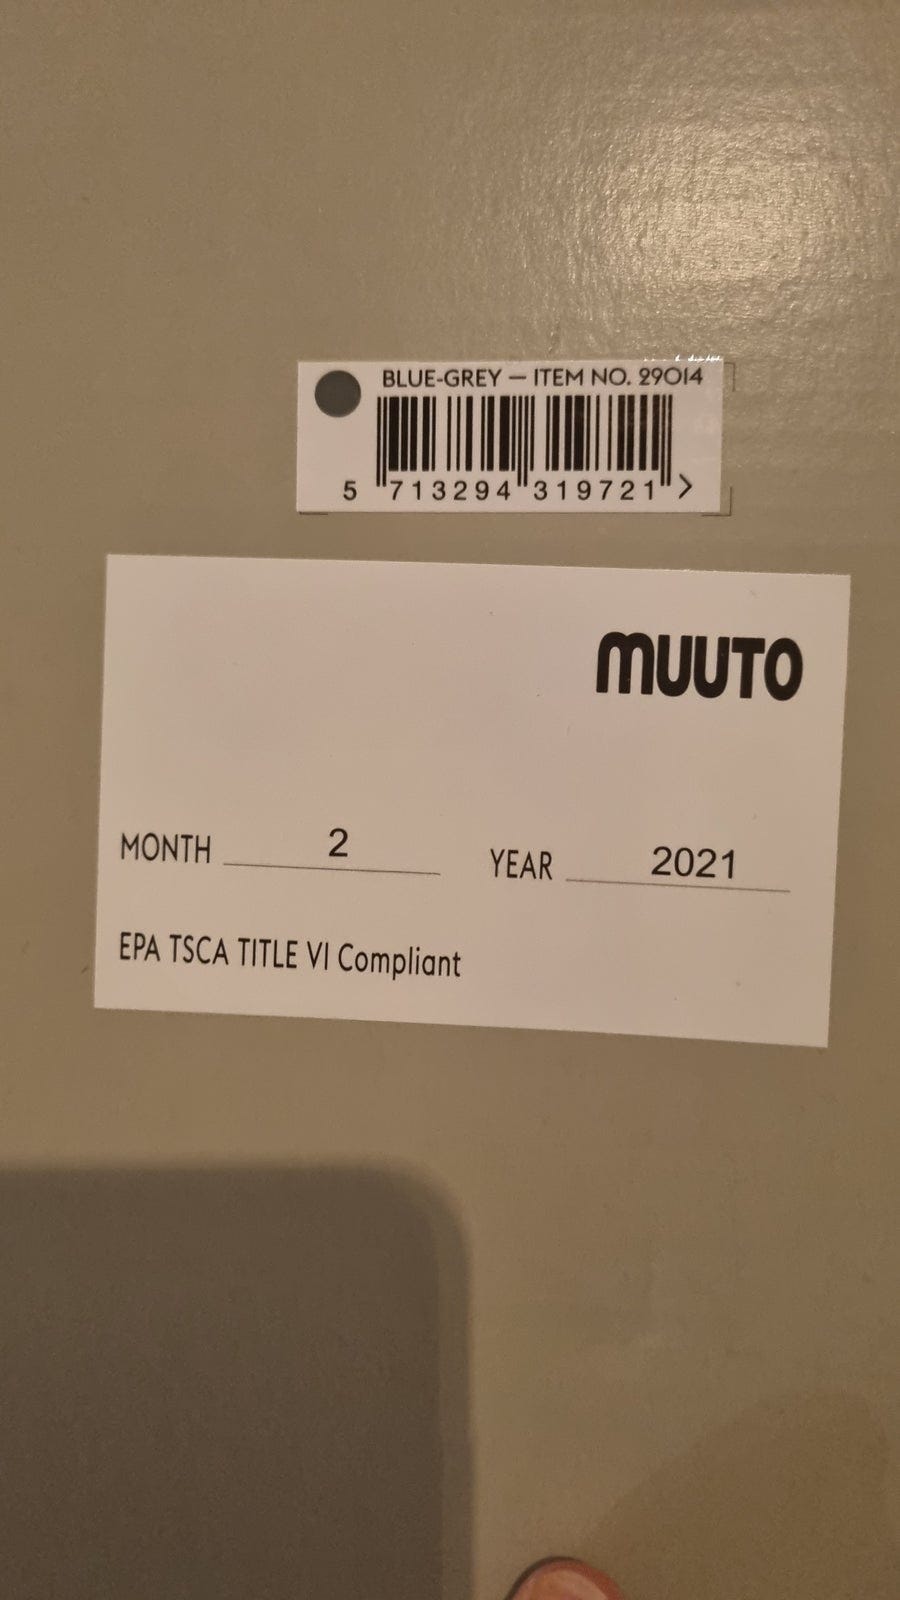 BLUE-GREY — ITEM NO. 29014
5 713294 319721 >
MUUTO
MONTH 2 YEAR 2021
EPA TSCA TITLE VI Compliant